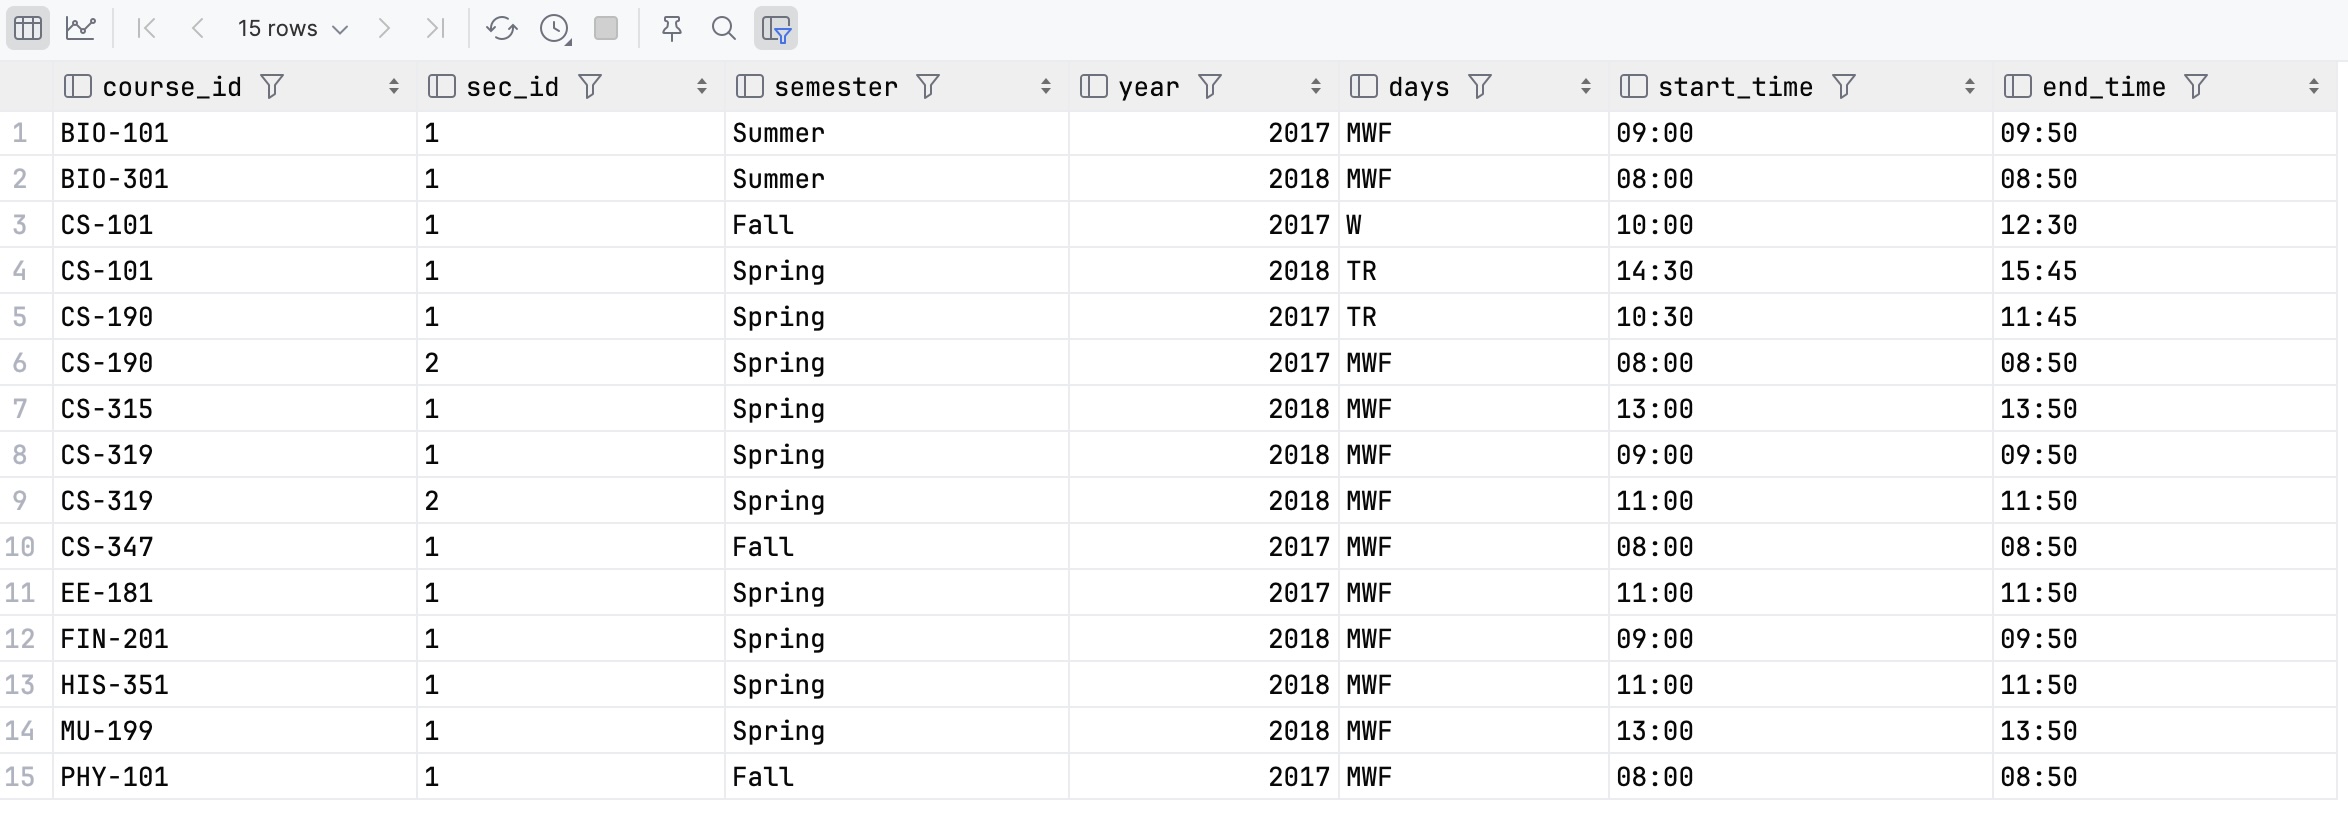 15 rows
course_id sec_id semester year days start_time end_time
1 BIO-101 1 Summer 2017 MWF 09:00 09:50
2 BIO-301 1 Summer 2018 MWF 08:00 08:50
3 CS-101 1 Fall 2017 W 10:00 12:30
4 CS-101 1 Spring 2018 TR 14:30 15:45
5 CS-190 1 Spring 2017 TR 10:30 11:45
6 CS-190 2 Spring 2017 MWF 08:00 08:50
7 CS-315 1 Spring 2018 MWF 13:00 13:50
8 CS-319 1 Spring 2018 MWF 09:00 09:50
9 CS-319 2 Spring 2018 MWF 11:00 11:50
10 CS-347 1 Fall 2017 MWF 08:00 08:50
11 EE-181 1 Spring 2017 MWF 11:00 11:50
12 FIN-201 1 Spring 2018 MWF 09:00 09:50
13 HIS-351 1 Spring 2018 MWF 11:00 11:50
14 MU-199 1 Spring 2018 MWF 13:00 13:50
15 PHY-101 1 Fall 2017 MWF 08:00 08:50